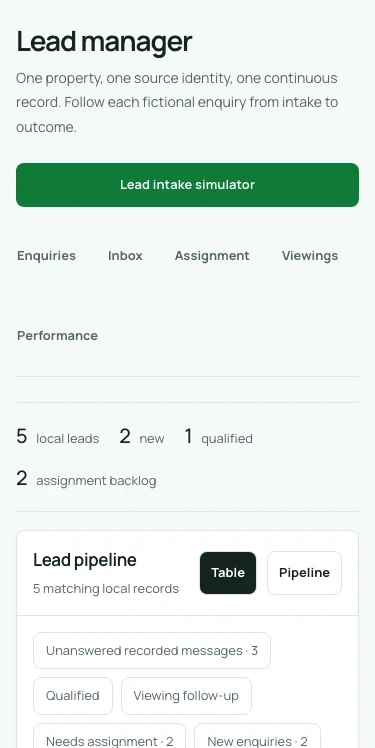 Lead manager
One property, one source identity, one continuous
record. Follow each fictional enquiry from intake to
outcome.
Lead intake simulator
Enquiries Inbox Assignment Viewings
Performance
5 local leads 2 new 1 qualified
2 assignment backlog
Lead pipeline
5 matching local records
Table Pipeline
Unanswered recorded messages · 3
Qualified Viewing follow-up
Needs assignment · 2 New enquiries · 2